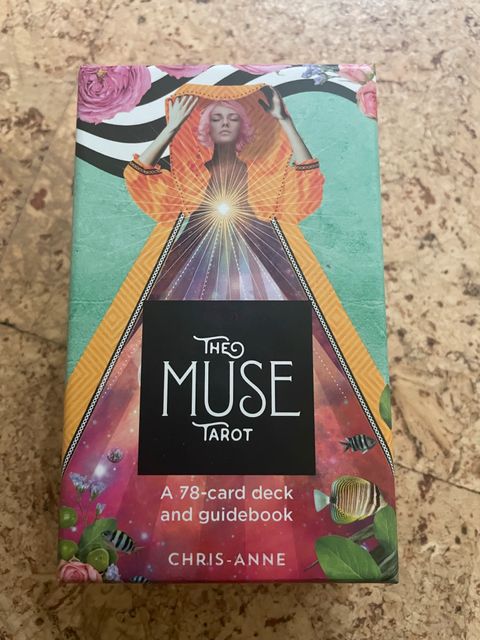 THE
MUSE
TAROT
A 78-card deck
and guidebook
CHRIS-ANNE